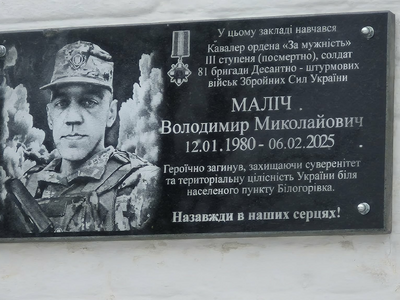 У цьому закладі навчався
Кавалер ордена «За мужність»
ІІІ ступеня (посмертно), солдат
81 бригади Десантно - штурмових
військ Збройних Сил України
МАЛІЧ
Володимир Миколайович
12.01.1980 - 06.02.2025
Героїчно загинув, захищаючи суверенітет
та територіальну цілісність України біля
населеного пункту Білогорівка.
Назавжди в наших серцях!